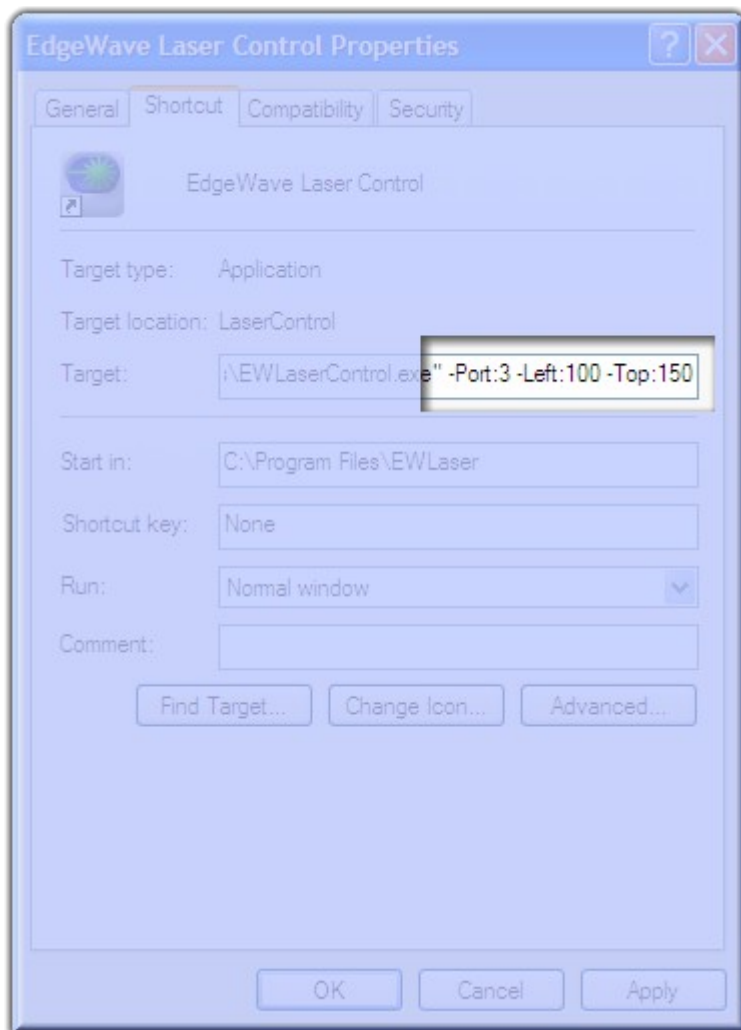 EdgeWave Laser Control Properties
General Shortcut Compatibility Security
EdgeWave Laser Control
Target type: Application
Target location: LaserControl
Target: \EWLaserControl.exe" -Port:3 -Left:100 -Top:150
Start in: C:\Program Files\EWLaser
Shortcut key: None
Run: Normal window
Comment:
Find Target... Change Icon... Advanced...
OK Cancel Apply